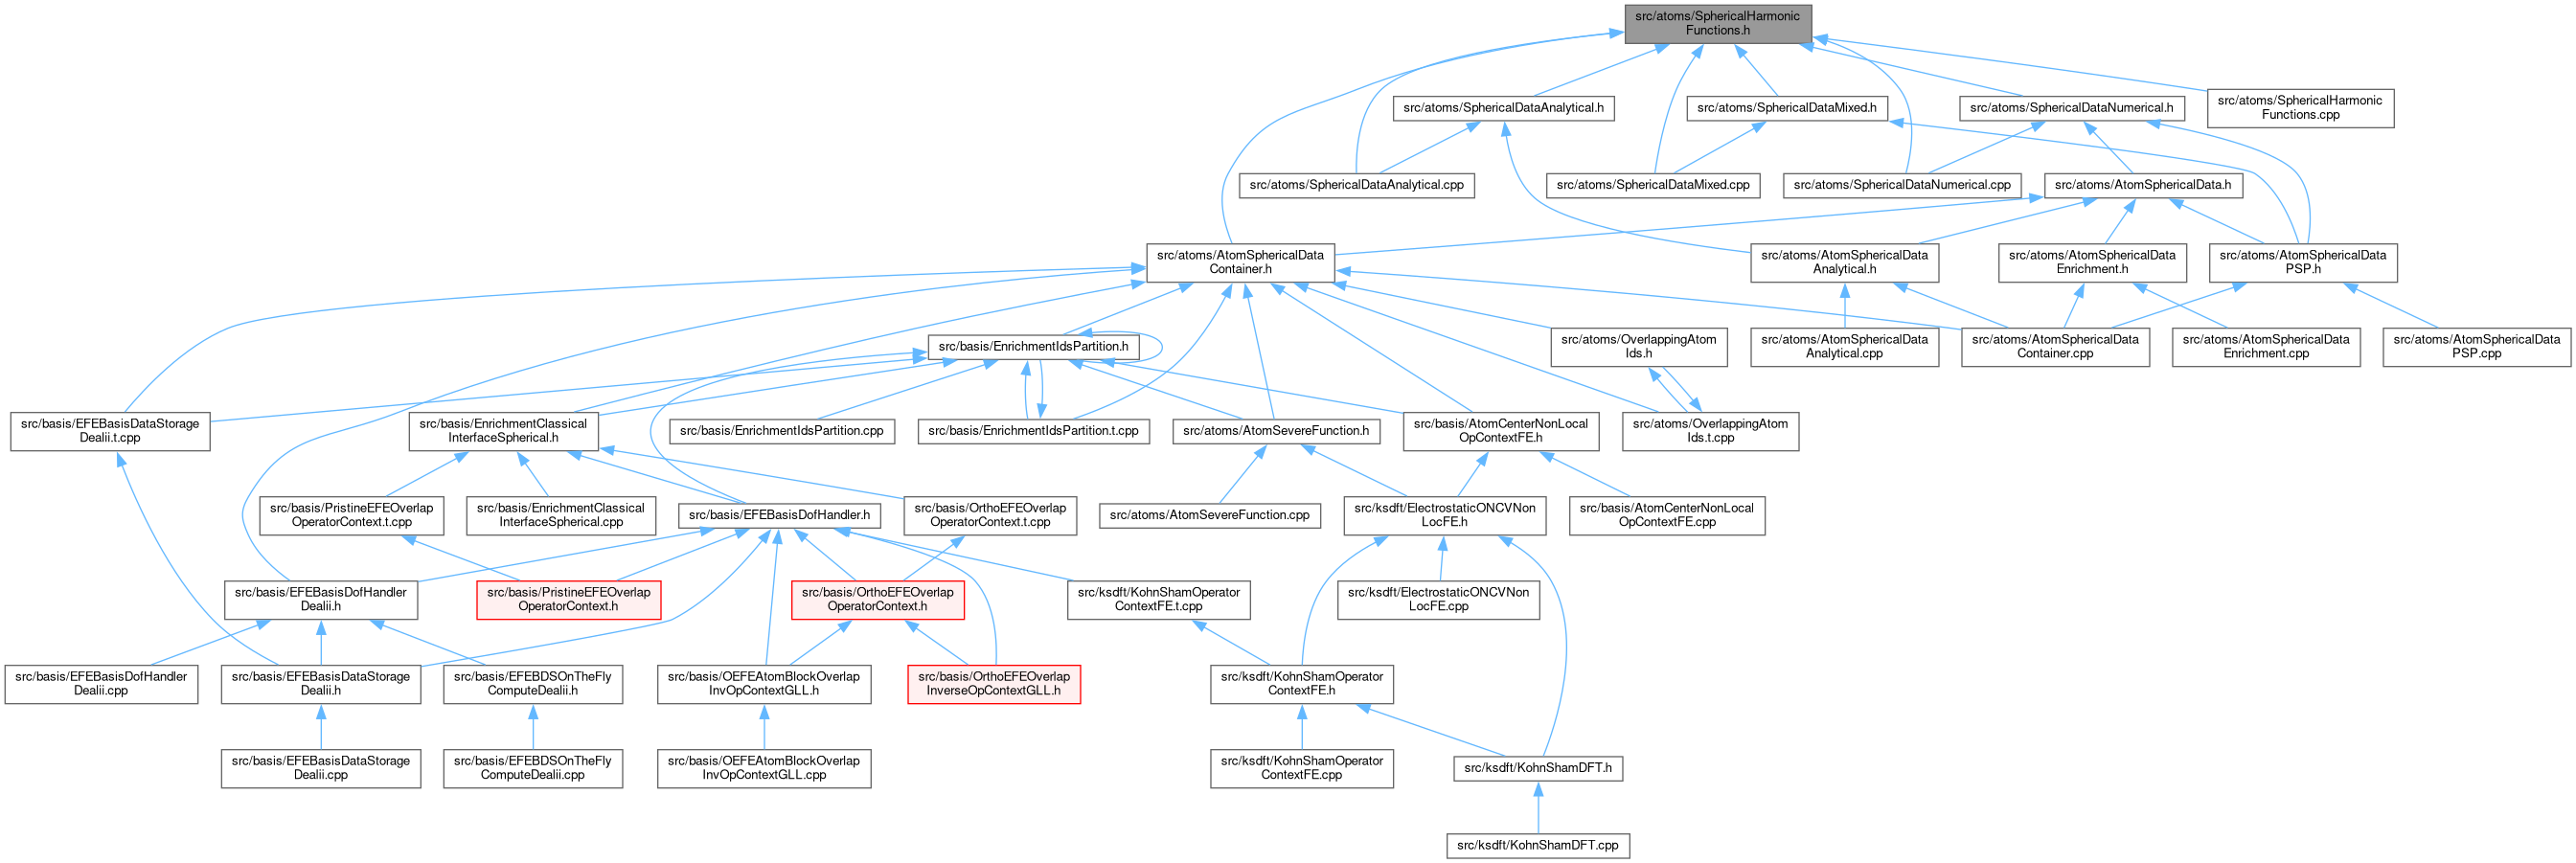 src/atoms/SphericalHarmonic
Functions.h
src/atoms/SphericalDataAnalytical.h
src/atoms/SphericalDataMixed.h
src/atoms/SphericalDataNumerical.h
src/atoms/SphericalHarmonic
Functions.cpp
src/atoms/SphericalDataAnalytical.cpp
src/atoms/SphericalDataMixed.cpp
src/atoms/SphericalDataNumerical.cpp
src/atoms/AtomSphericalData.h
src/atoms/AtomSphericalData
Container.h
src/atoms/AtomSphericalData
Analytical.h
src/atoms/AtomSphericalData
Enrichment.h
src/atoms/AtomSphericalData
PSP.h
src/basis/EnrichmentIdsPartition.h
src/atoms/OverlappingAtom
Ids.h
src/atoms/AtomSphericalData
Analytical.cpp
src/atoms/AtomSphericalData
Container.cpp
src/atoms/AtomSphericalData
Enrichment.cpp
src/atoms/AtomSphericalData
PSP.cpp
src/basis/EFEBasisDataStorage
Dealii.t.cpp
src/basis/EnrichmentClassical
InterfaceSpherical.h
src/basis/EnrichmentIdsPartition.cpp
src/basis/EnrichmentIdsPartition.t.cpp
src/atoms/AtomSevereFunction.h
src/basis/AtomCenterNonLocal
OpContextFE.h
src/atoms/OverlappingAtom
Ids.t.cpp
src/basis/PristineEFEOverlap
OperatorContext.t.cpp
src/basis/EnrichmentClassical
InterfaceSpherical.cpp
src/basis/EFEBasisDofHandler.h
src/basis/OrthoEFEOverlap
OperatorContext.t.cpp
src/atoms/AtomSevereFunction.cpp
src/ksdft/ElectrostaticONCVNon
LocFE.h
src/basis/AtomCenterNonLocal
OpContextFE.cpp
src/basis/EFEBasisDofHandler
Dealii.h
src/basis/PristineEFEOverlap
OperatorContext.h
src/basis/OrthoEFEOverlap
OperatorContext.h
src/ksdft/KohnShamOperator
ContextFE.t.cpp
src/ksdft/ElectrostaticONCVNon
LocFE.cpp
src/basis/EFEBasisDofHandler
Dealii.cpp
src/basis/EFEBasisDataStorage
Dealii.h
src/basis/EFEBDSOnTheFly
ComputeDealii.h
src/basis/OEFEAtomBlockOverlap
InvOpContextGLL.h
src/basis/OrthoEFEOverlap
InverseOpContextGLL.h
src/ksdft/KohnShamOperator
ContextFE.h
src/basis/EFEBasisDataStorage
Dealii.cpp
src/basis/EFEBDSOnTheFly
ComputeDealii.cpp
src/basis/OEFEAtomBlockOverlap
InvOpContextGLL.cpp
src/ksdft/KohnShamOperator
ContextFE.cpp
src/ksdft/KohnShamDFT.h
src/ksdft/KohnShamDFT.cpp